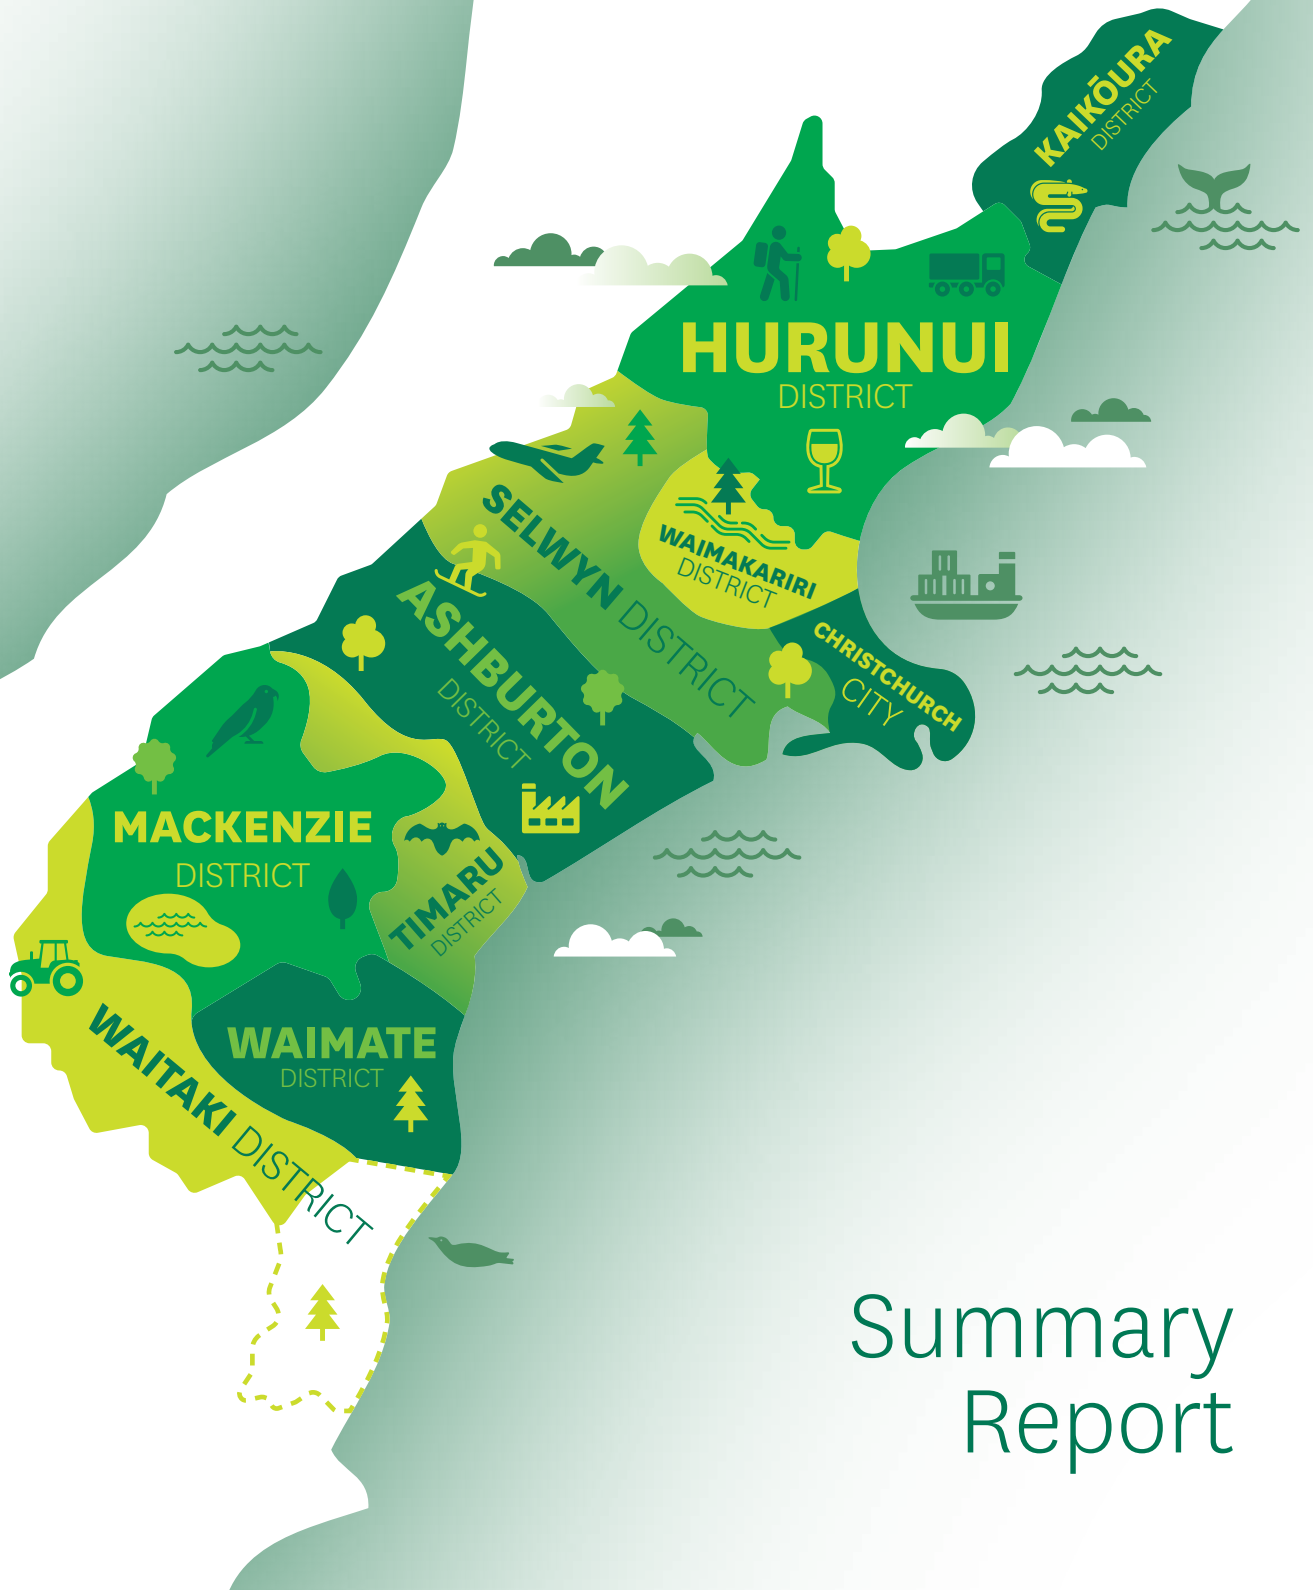 KAIKŌURA
DISTRICT
HURUNUI
DISTRICT
SELWYN DISTRICT
WAIMAKARIRI
DISTRICT
CHRISTCHURCH
CITY
ASHBURTON
DISTRICT
MACKENZIE
DISTRICT
TIMARU
DISTRICT
WAIMATE
DISTRICT
WAITAKI DISTRICT
Summary
Report